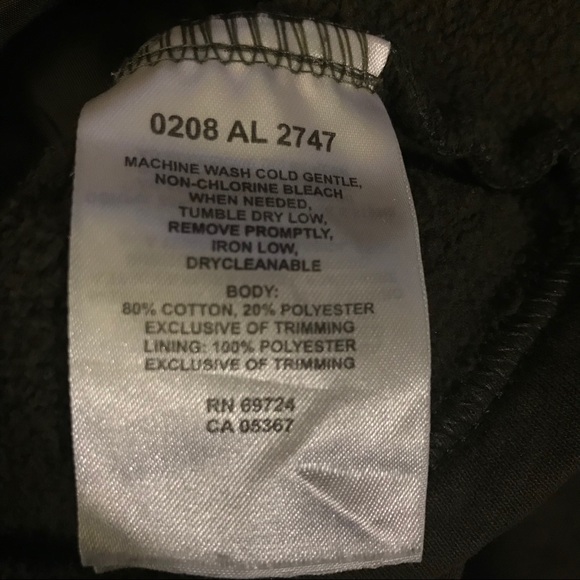 0208 AL 2747
MACHINE WASH COLD GENTLE,
NON-CHLORINE BLEACH
WHEN NEEDED,
TUMBLE DRY LOW,
REMOVE PROMPTLY,
IRON LOW,
DRYCLEANABLE
BODY:
80% COTTON, 20% POLYESTER
EXCLUSIVE OF TRIMMING
LINING: 100% POLYESTER
EXCLUSIVE OF TRIMMING
RN 69724
CA 05367